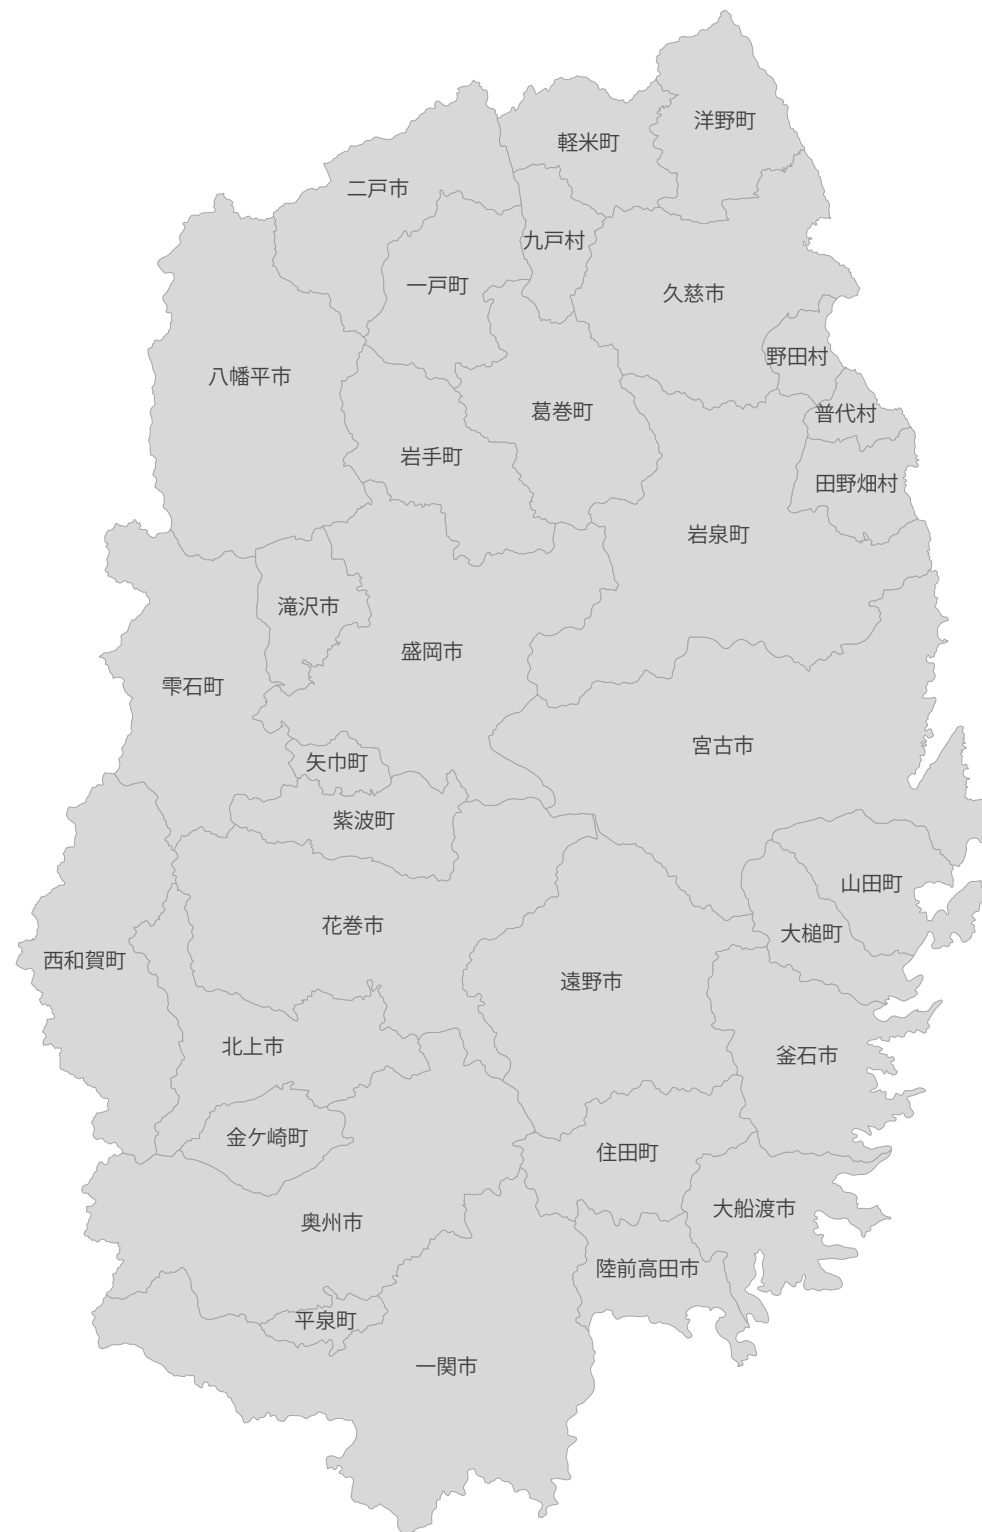 洋野町
軽米町
二戸市
九戸村
一戸町
久慈市
野田村
八幡平市
葛巻町
普代村
岩手町
田野畑村
岩泉町
滝沢市
盛岡市
雫石町
宮古市
矢巾町
紫波町
山田町
花巻市
大槌町
西和賀町
遠野市
北上市
釜石市
金ケ崎町
住田町
大船渡市
奥州市
陸前高田市
平泉町
一関市